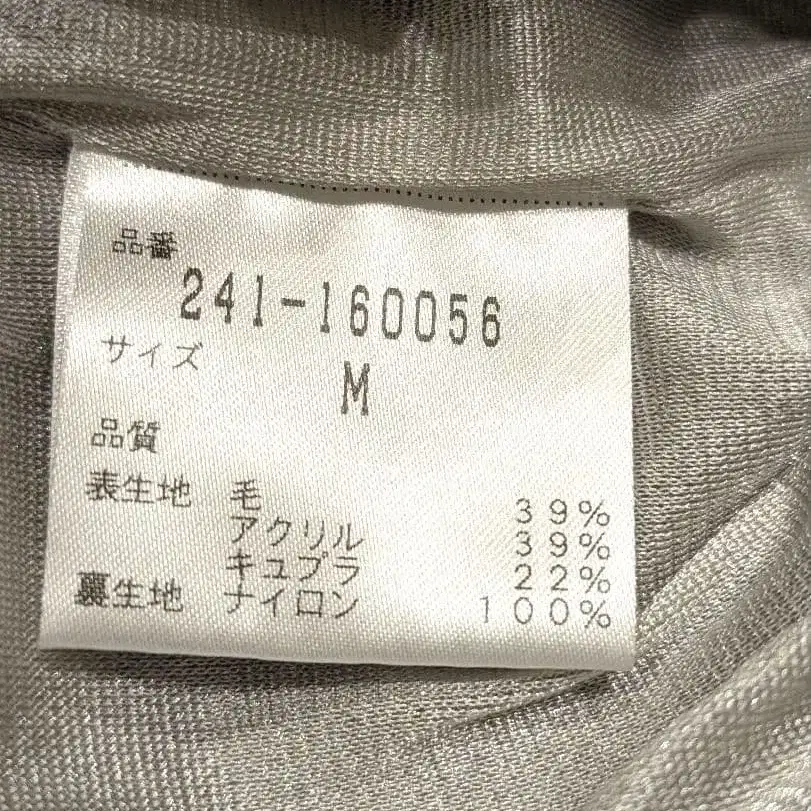 品番
241-160056
サイズ
M
品質
表生地 毛 39%
アクリル 39%
キュプラ 22%
裏生地 ナイロン 100%